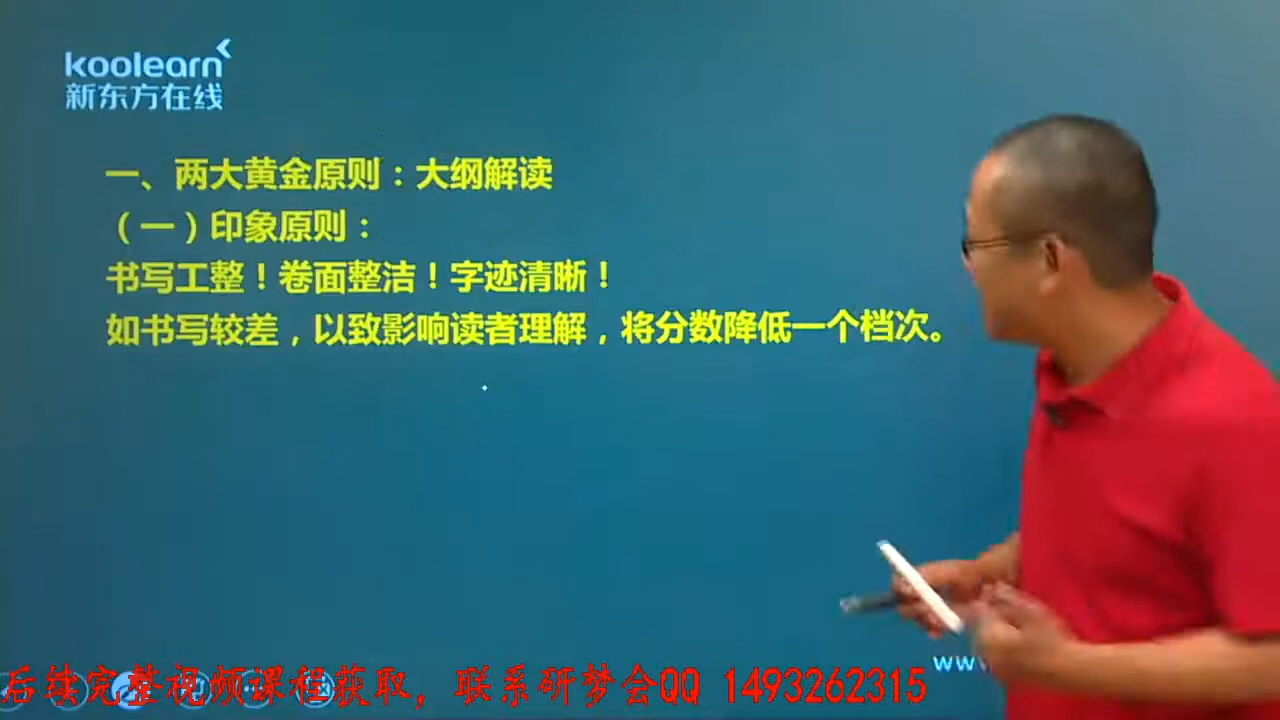 koolearn
新东方在线
一、两大黄金原则：大纲解读
（一）印象原则：
书写工整！卷面整洁！字迹清晰！
如书写较差，以致影响读者理解，将分数降低一个档次。
ww
后续完整视频课程获取，联系研梦会QQ 1493262315